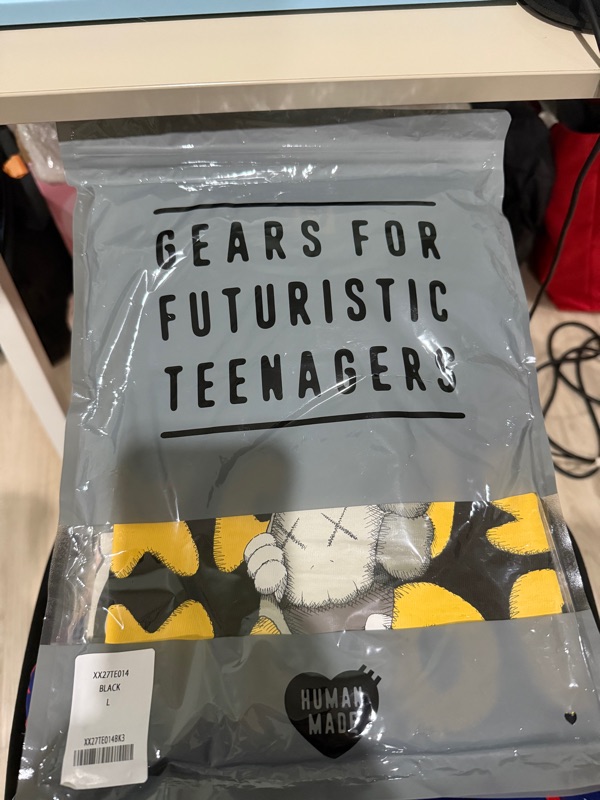 GEARS FOR
FUTURISTIC
TEENAGERS
XX27TE014
BLACK
L
XX27TE014BK3
HUMAN
MADE